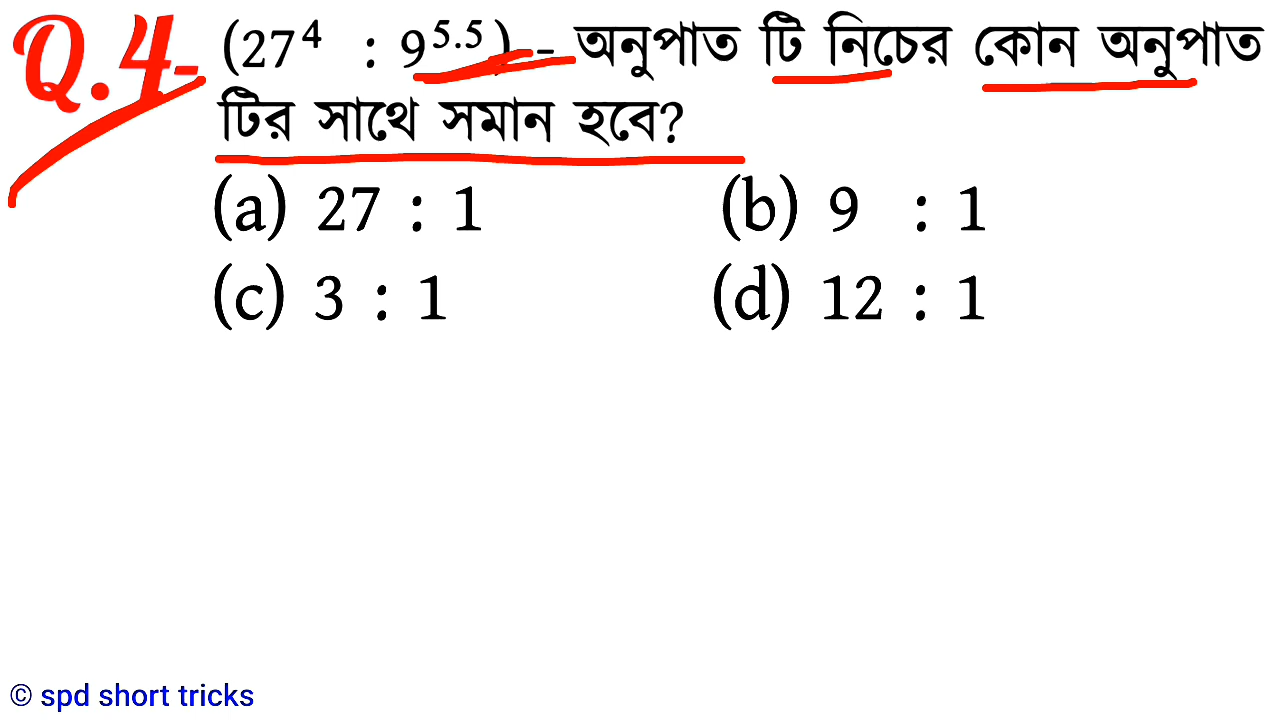 Q.4- (27⁴ : 9⁵·⁵) - অনুপাত টি নিচের কোন অনুপাত
টির সাথে সমান হবে?
(a) 27 : 1 (b) 9 : 1
(c) 3 : 1 (d) 12 : 1
© spd short tricks